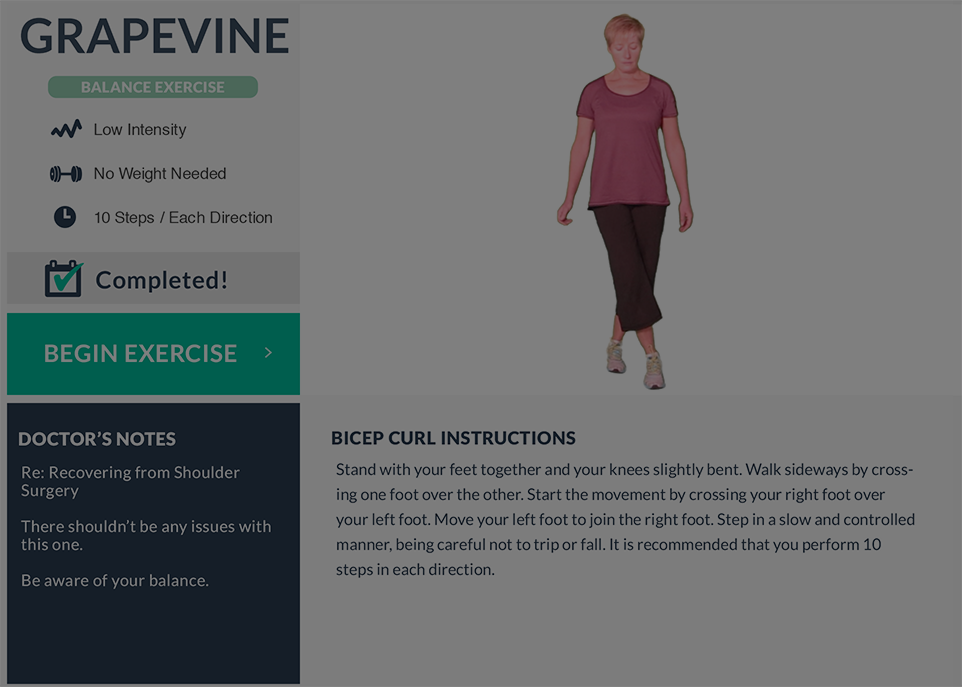 GRAPEVINE
BALANCE EXERCISE
Low Intensity
No Weight Needed
10 Steps / Each Direction
Completed!
BEGIN EXERCISE >
DOCTOR’S NOTES
Re: Recovering from Shoulder
Surgery
There shouldn’t be any issues with
this one.
Be aware of your balance.
BICEP CURL INSTRUCTIONS
Stand with your feet together and your knees slightly bent. Walk sideways by cross-
ing one foot over the other. Start the movement by crossing your right foot over
your left foot. Move your left foot to join the right foot. Step in a slow and controlled
manner, being careful not to trip or fall. It is recommended that you perform 10
steps in each direction.